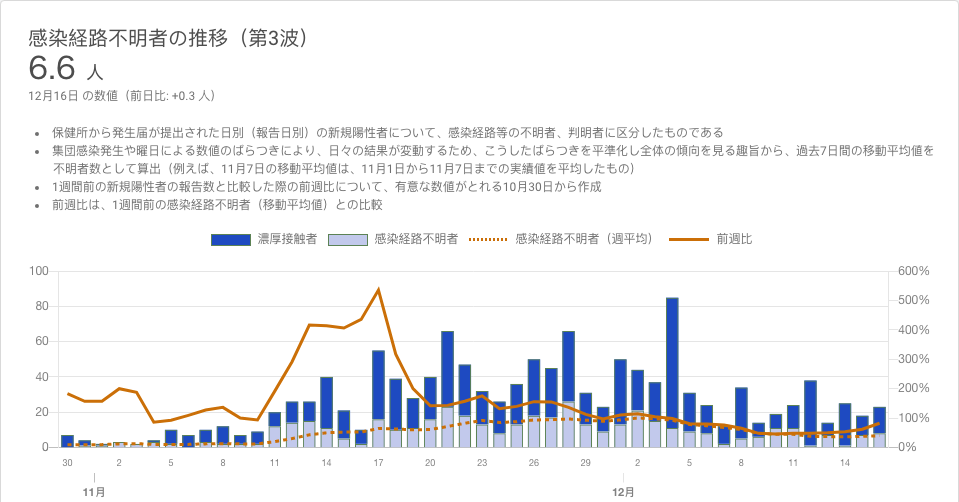 感染経路不明者の推移（第3波）
6.6 人
12月16日 の数値（前日比: +0.3 人）
• 保健所から発生届が提出された日別（報告日別）の新規陽性者について、感染経路等の不明者、判明者に区分したものである
• 集団感染発生や曜日による数値のばらつきにより、日々の結果が変動するため、こうしたばらつきを平準化し全体の傾向を見る趣旨から、過去7日間の移動平均値を
不明者数として算出（例えば、11月7日の移動平均値は、11月1日から11月7日までの実績値を平均したもの）
• 1週間前の新規陽性者の報告数と比較した際の前週比について、有意な数値がとれる10月30日から作成
• 前週比は、1週間前の感染経路不明者（移動平均値）との比較
濃厚接触者 感染経路不明者 感染経路不明者（週平均） 前週比
100 600%
500%
80
400%
60
300%
40
200%
20 100%
0 0%
30 2 5 8 11 14 17 20 23 26 29 2 5 8 11 14
11月 12月